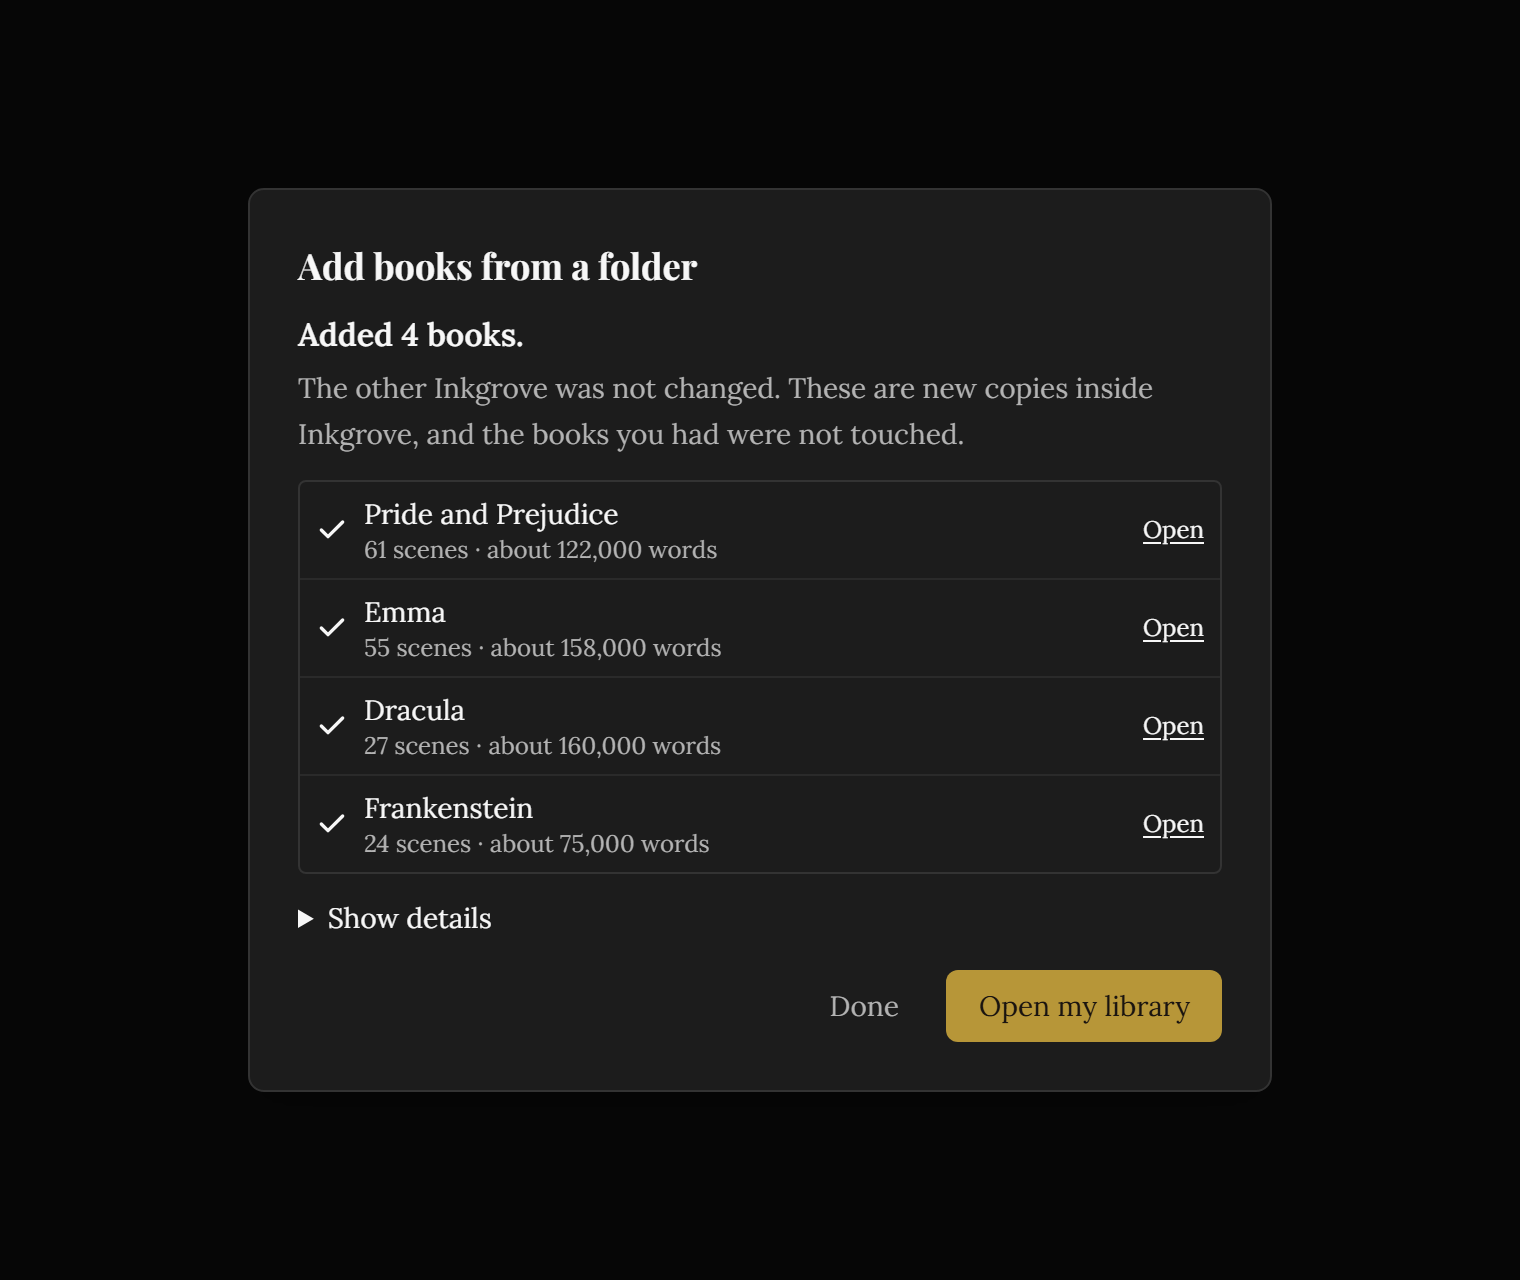 Add books from a folder
Added 4 books.
The other Inkgrove was not changed. These are new copies inside
Inkgrove, and the books you had were not touched.
Pride and Prejudice
61 scenes · about 122,000 words
Open
Emma
55 scenes · about 158,000 words
Open
Dracula
27 scenes · about 160,000 words
Open
Frankenstein
24 scenes · about 75,000 words
Open
Show details
Done
Open my library